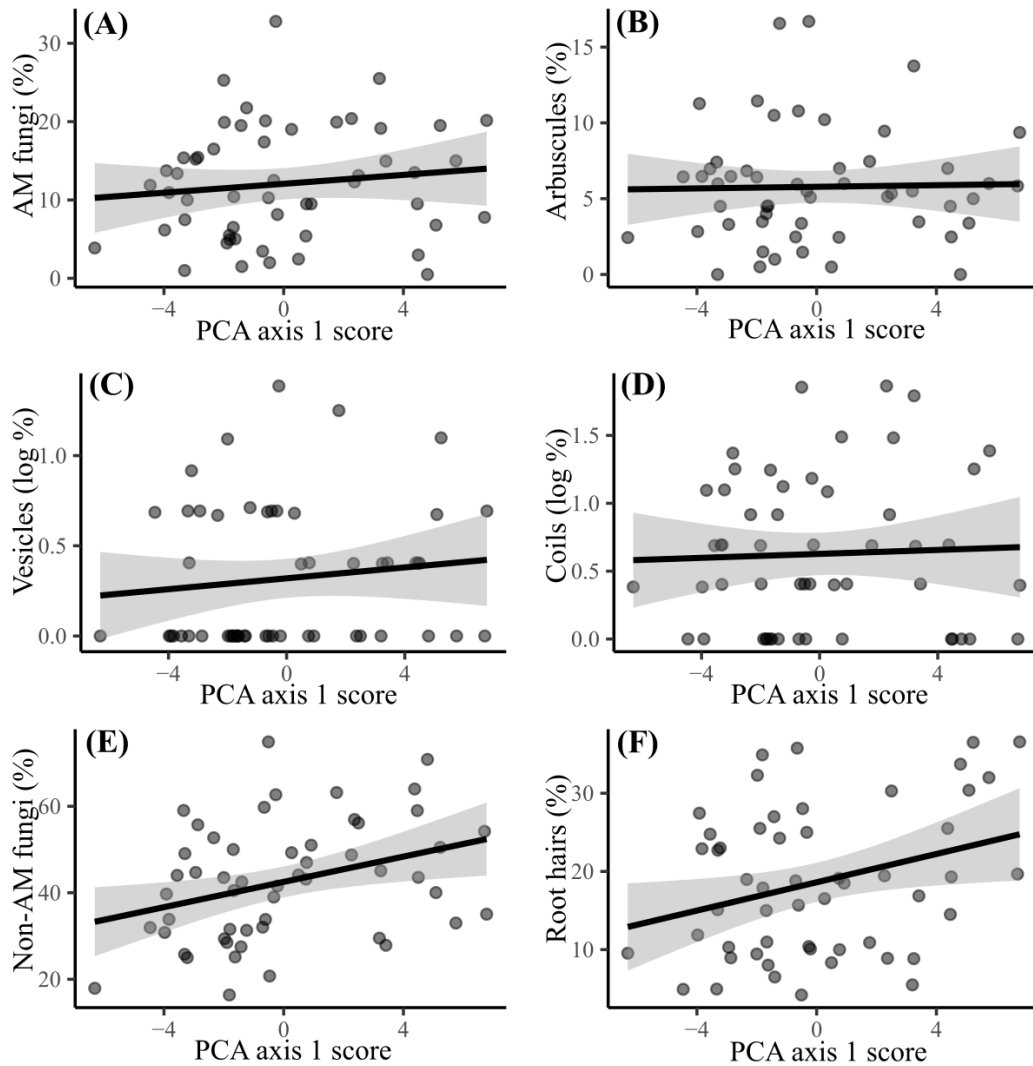 (A)
AM fungi (%)
30
20
10
0
−4
0
4
PCA axis 1 score
(B)
Arbuscules (%)
15
10
5
0
−4
0
4
PCA axis 1 score
(C)
Vesicles (log %)
1.0
0.5
0.0
−4
0
4
PCA axis 1 score
(D)
Coils (log %)
1.5
1.0
0.5
0.0
−4
0
4
PCA axis 1 score
(E)
Non-AM fungi (%)
60
40
20
−4
0
4
PCA axis 1 score
(F)
Root hairs (%)
30
20
10
−4
0
4
PCA axis 1 score